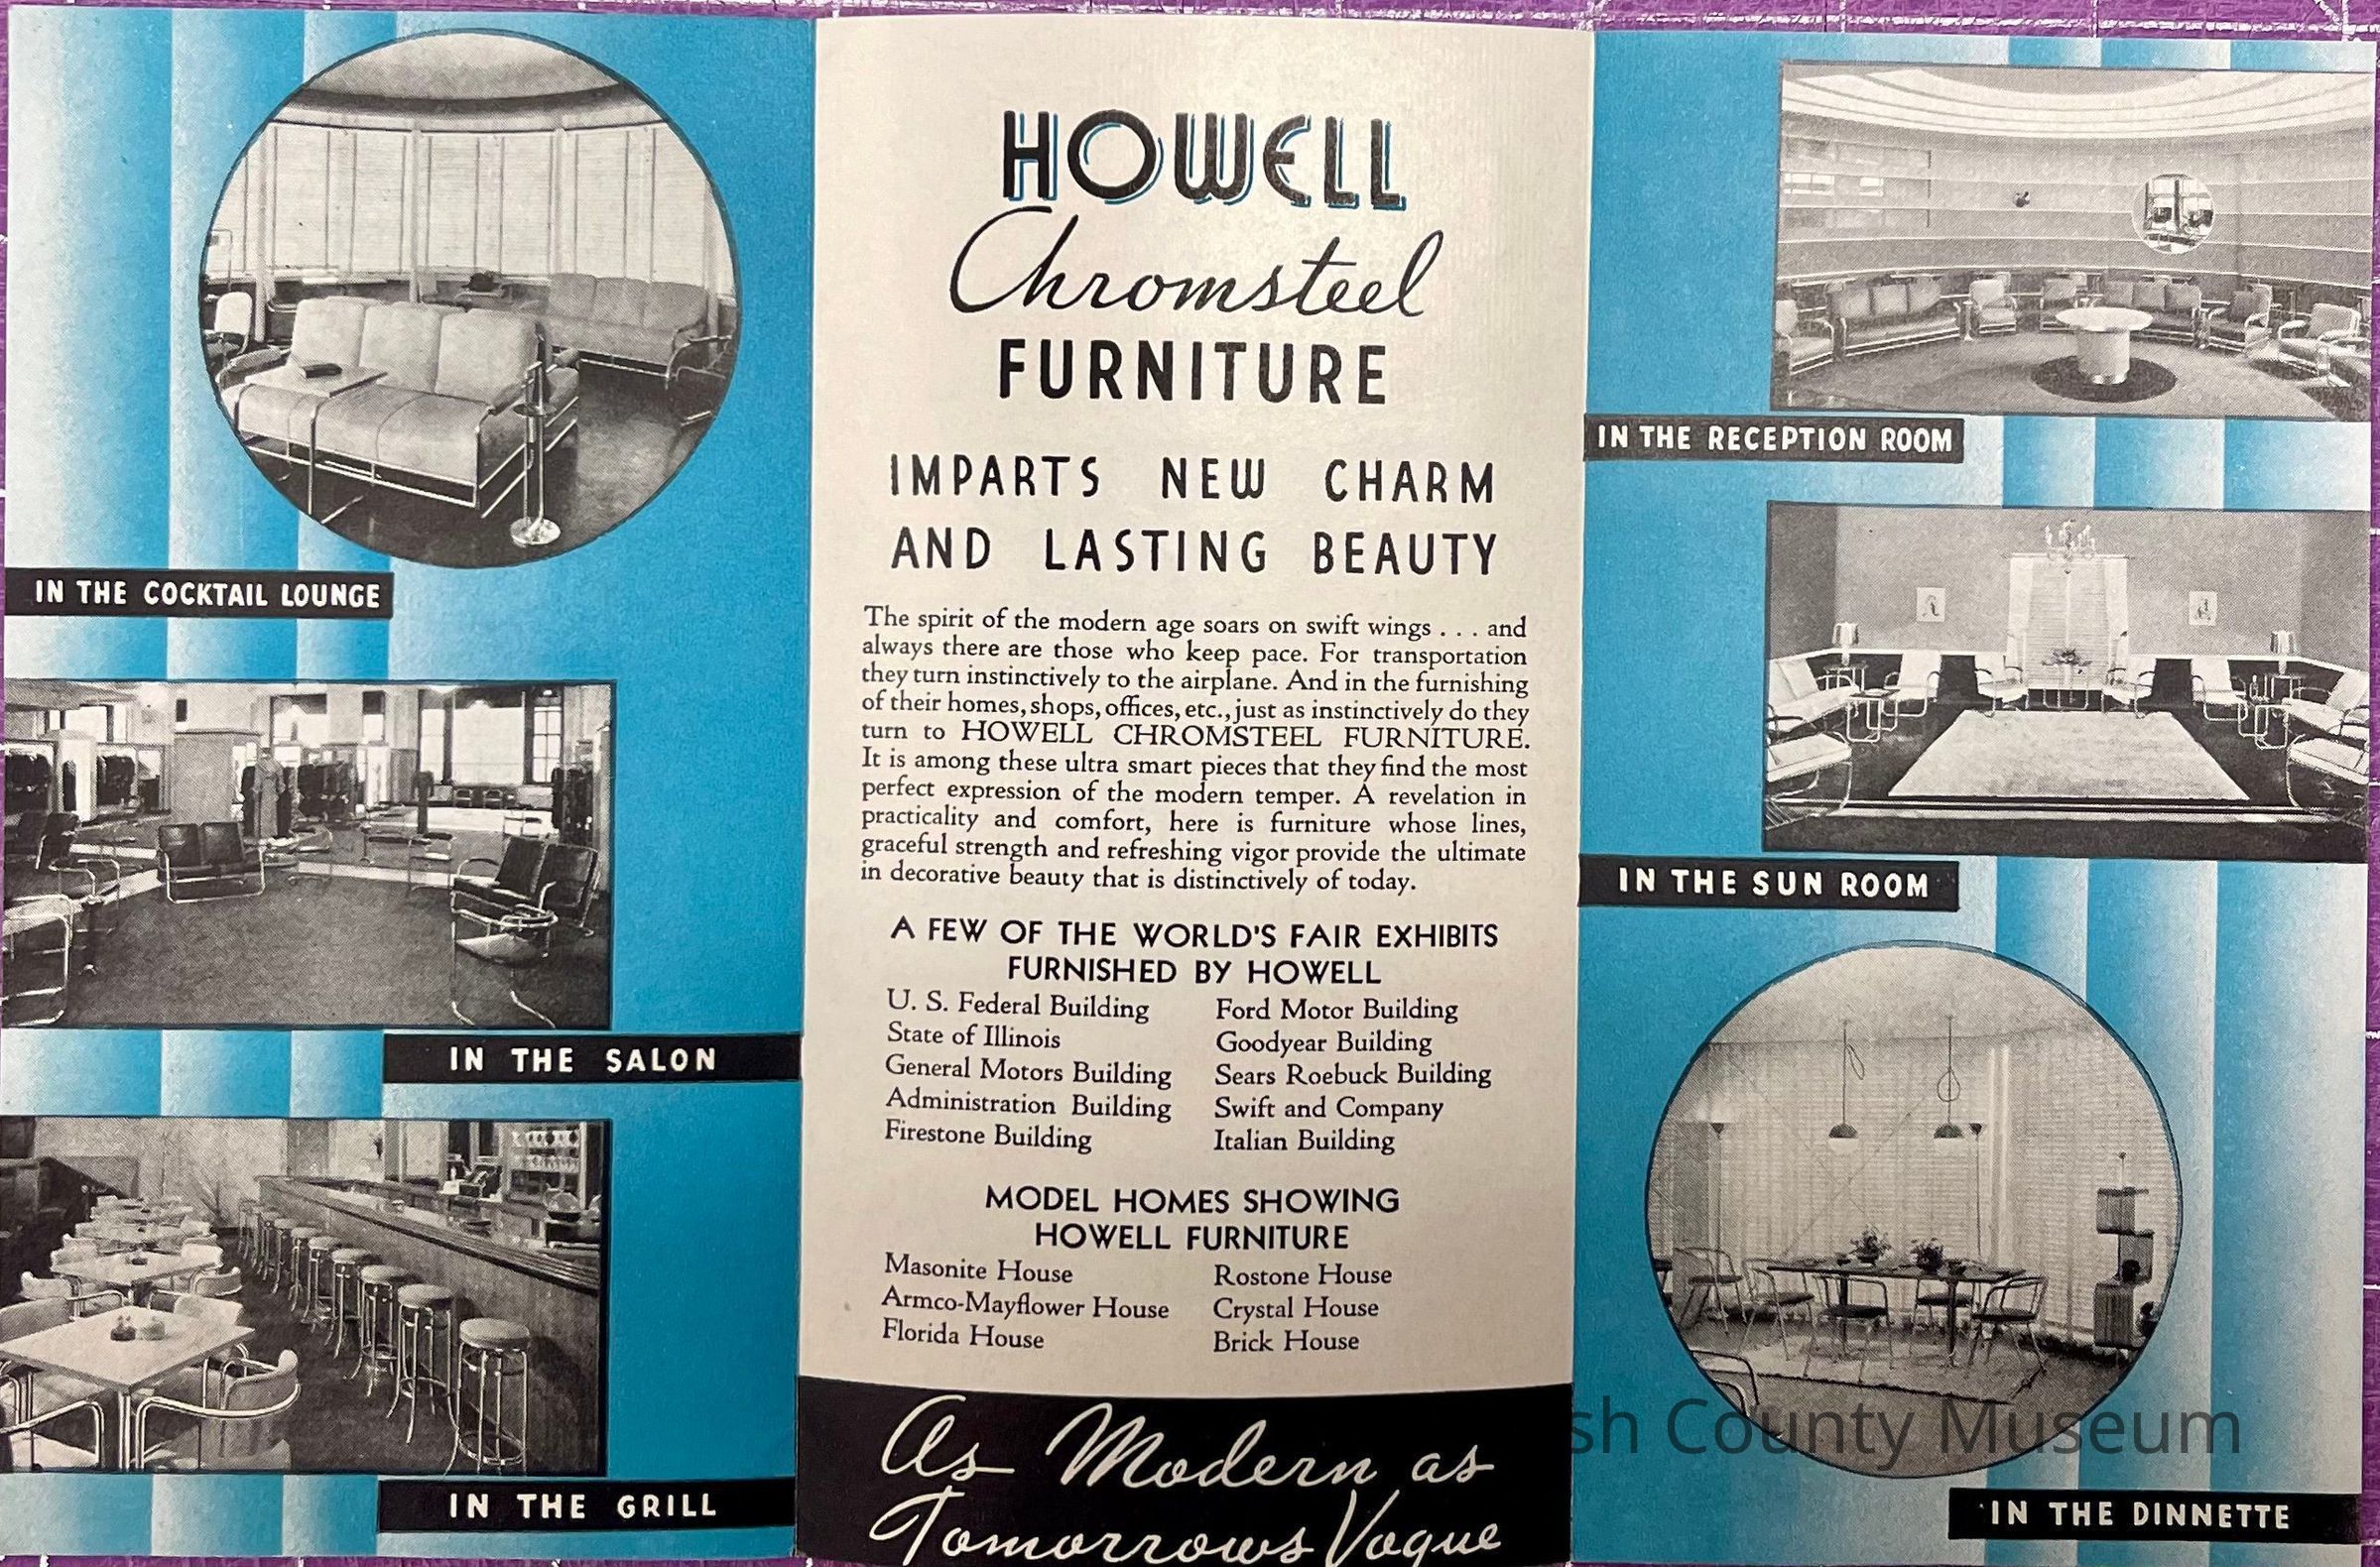 IN THE COCKTAIL LOUNGE
IN THE SALON
IN THE GRILL
HOWELL
Chromsteel
FURNITURE
IMPARTS NEW CHARM
AND LASTING BEAUTY
The spirit of the modern age soars on swift wings . . . and
always there are those who keep pace. For transportation
they turn instinctively to the airplane. And in the furnishing
of their homes, shops, offices, etc., just as instinctively do they
turn to HOWELL CHROMSTEEL FURNITURE.
It is among these ultra smart pieces that they find the most
perfect expression of the modern temper. A revelation in
practicality and comfort, here is furniture whose lines,
graceful strength and refreshing vigor provide the ultimate
in decorative beauty that is distinctively of today.
A FEW OF THE WORLD'S FAIR EXHIBITS
FURNISHED BY HOWELL
U. S. Federal Building
State of Illinois
General Motors Building
Administration Building
Firestone Building
Ford Motor Building
Goodyear Building
Sears Roebuck Building
Swift and Company
Italian Building
MODEL HOMES SHOWING
HOWELL FURNITURE
Masonite House
Armco-Mayflower House
Florida House
Rostone House
Crystal House
Brick House
As Modern as
Tomorrows Vogue
IN THE RECEPTION ROOM
IN THE SUN ROOM
IN THE DINNETTE
sh County Museum